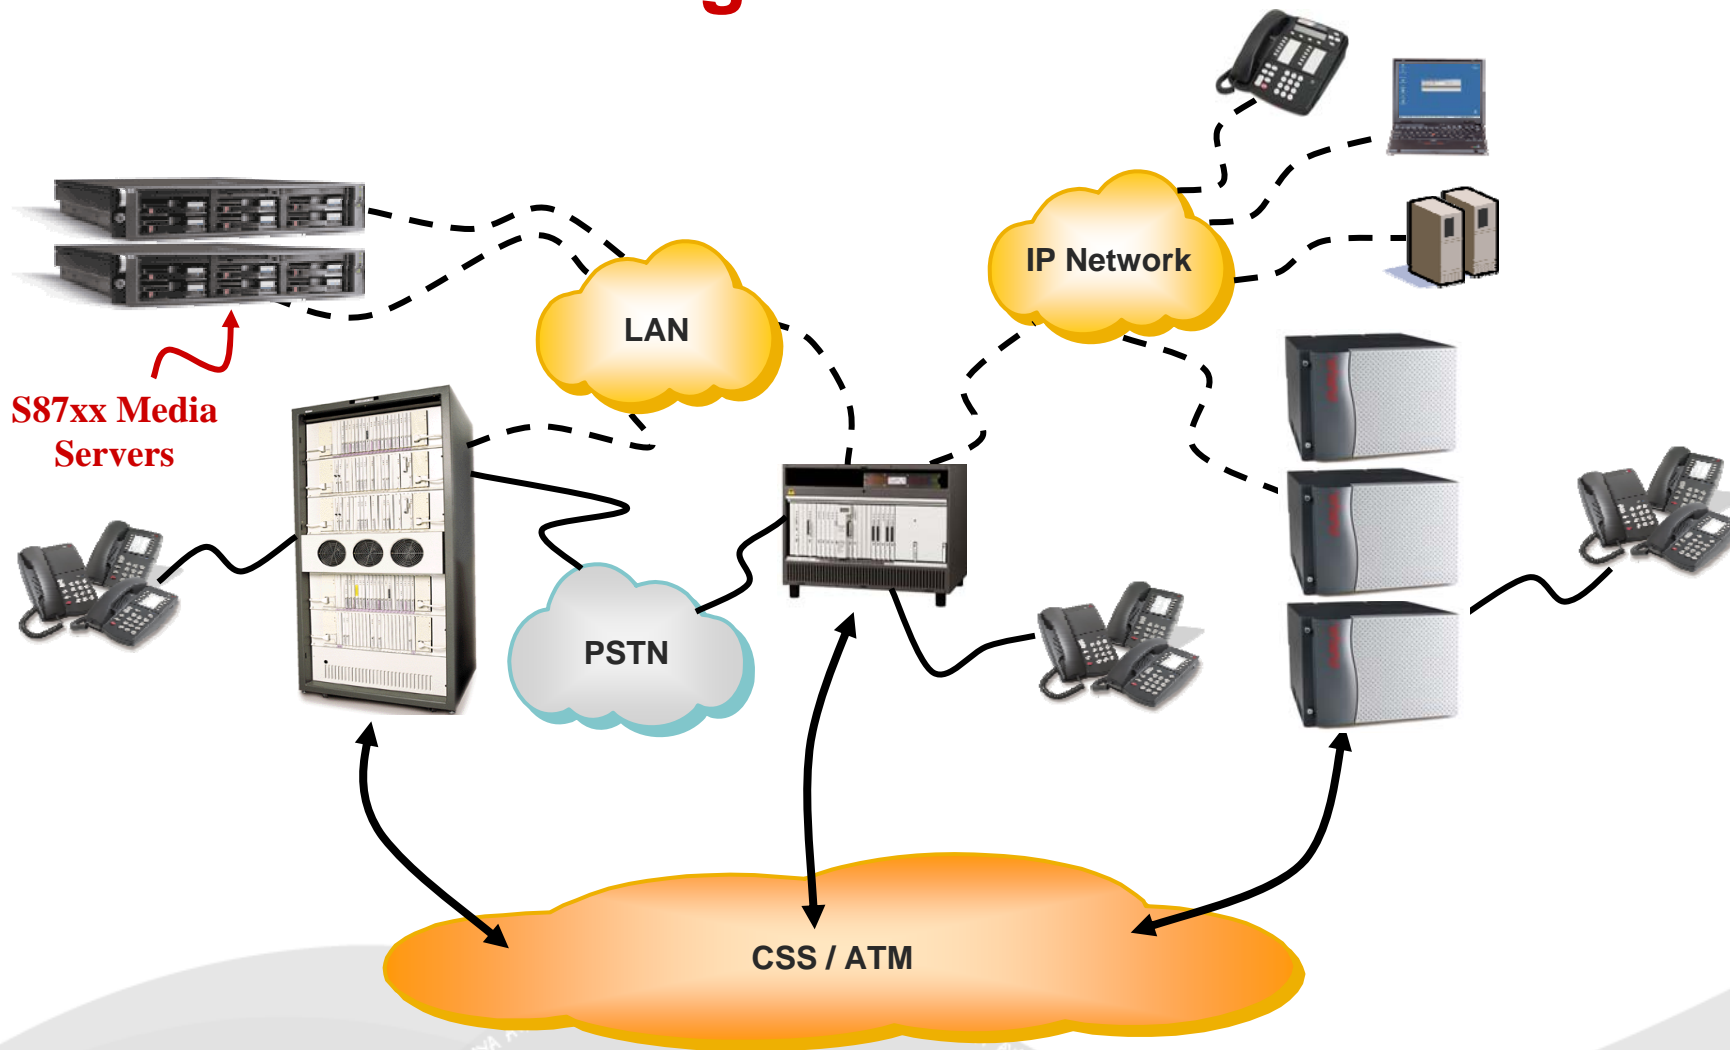 IP Network
LAN
S87xx Media
Servers
PSTN
CSS / ATM